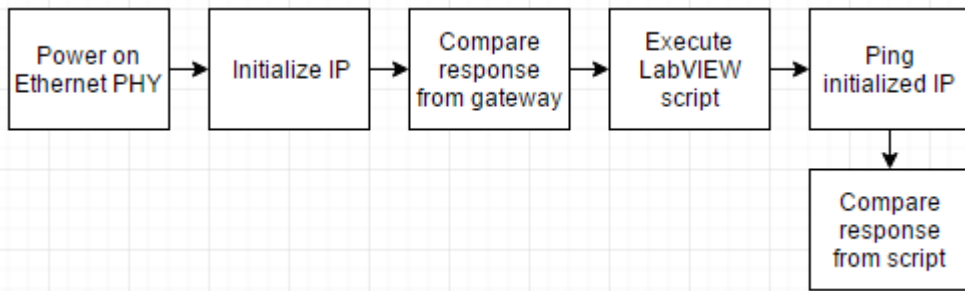 Power on
Ethernet PHY
Initialize IP
Compare
response
from gateway
Execute
LabVIEW
script
Ping
initialized IP
Compare
response
from script